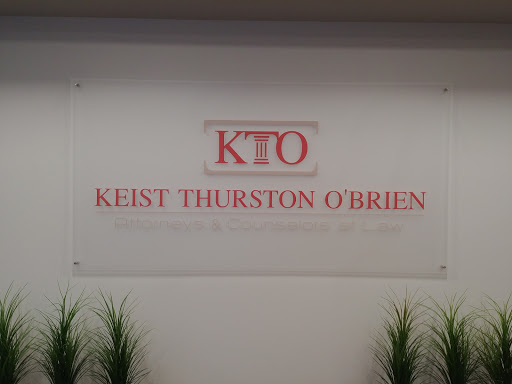 KTO
KEIST THURSTON O'BRIEN
Attorneys & Counselors at Law